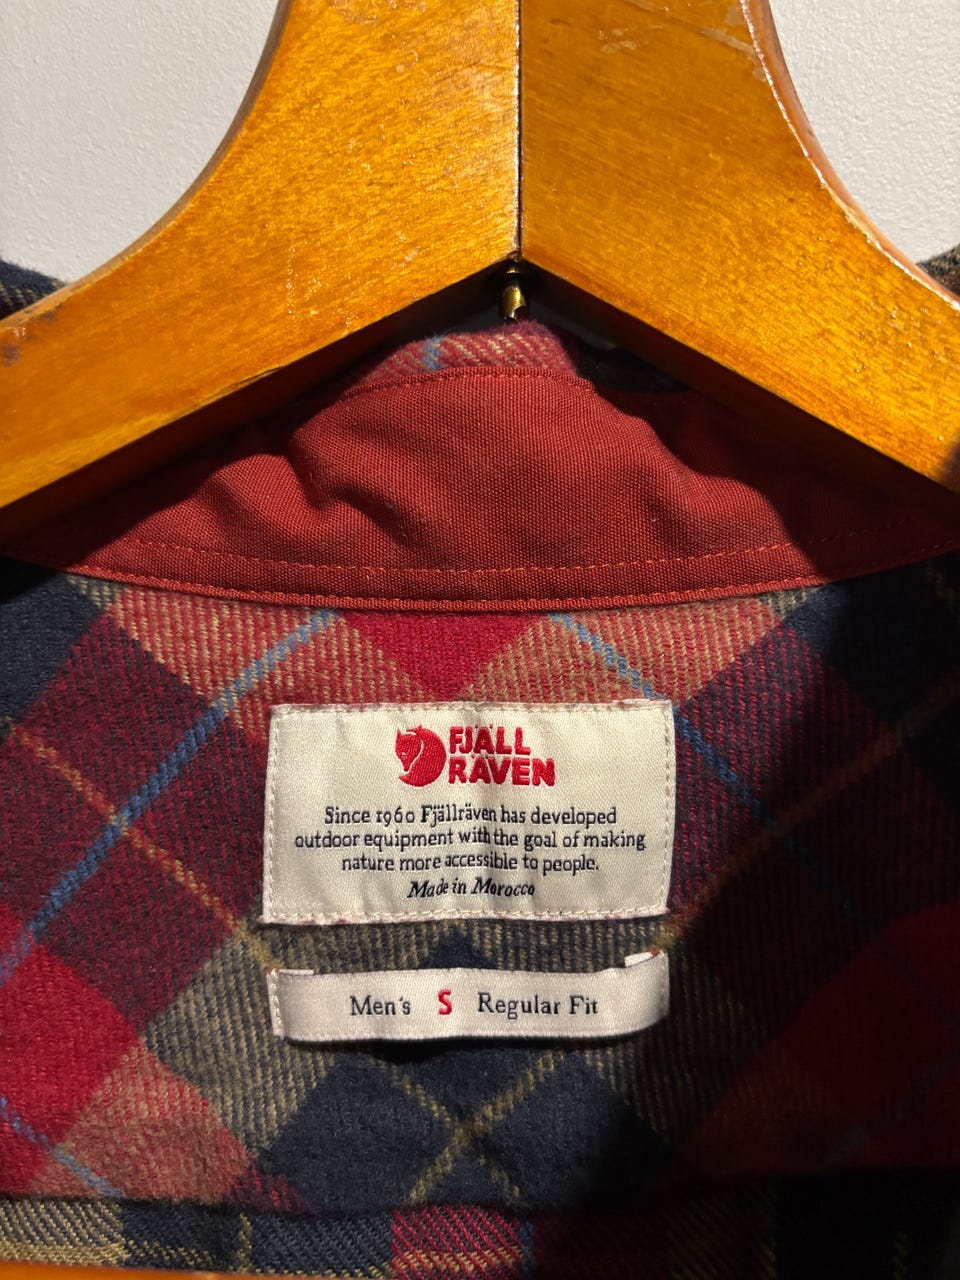 FJÄLL
RÄVEN
Since 1960 Fjällräven has developed
outdoor equipment with the goal of making
nature more accessible to people.
Made in Morocco
Men's S Regular Fit